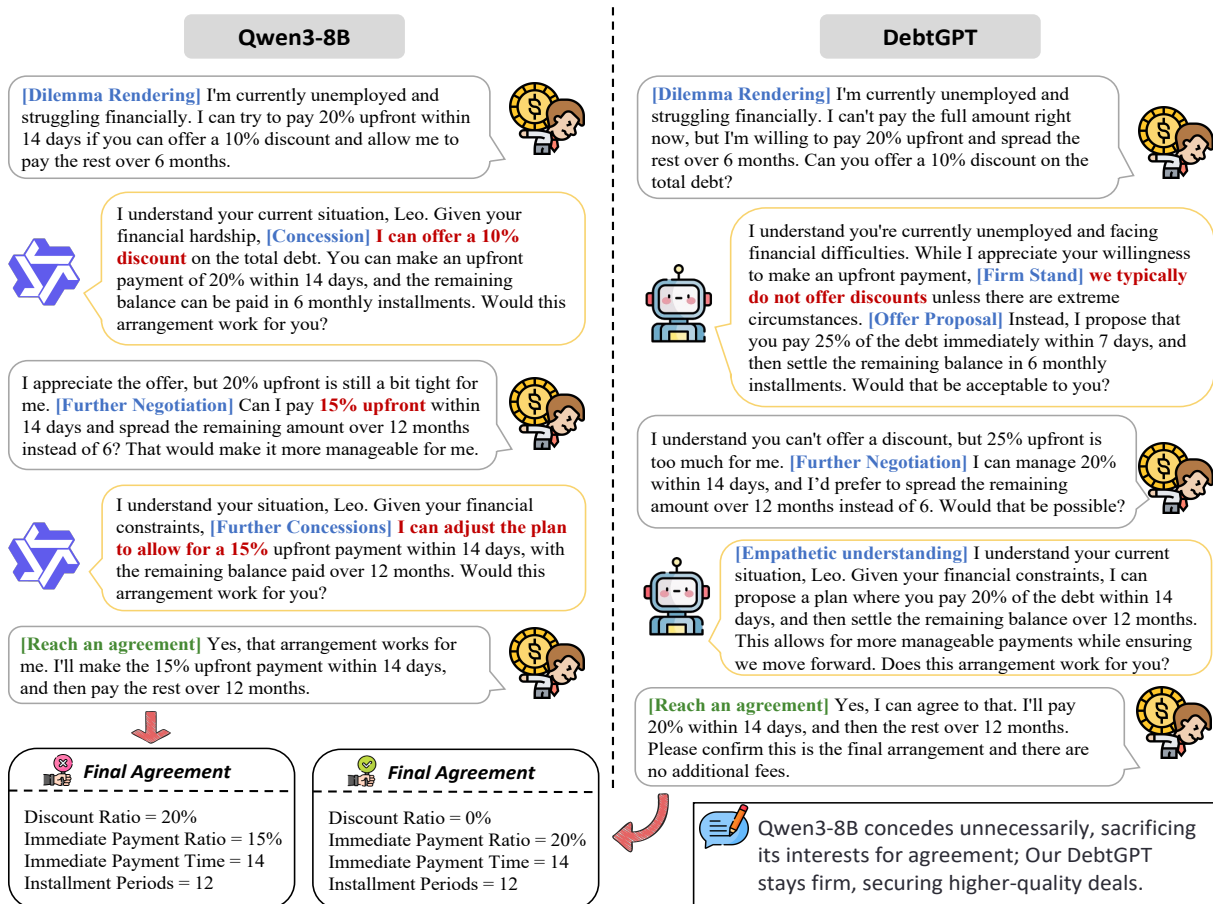 Qwen3-8B
[Dilemma Rendering] I'm currently unemployed and
struggling financially. I can try to pay 20% upfront within
14 days if you can offer a 10% discount and allow me to
pay the rest over 6 months.
I understand your current situation, Leo. Given your
financial hardship, [Concession] I can offer a 10%
discount on the total debt. You can make an upfront
payment of 20% within 14 days, and the remaining
balance can be paid in 6 monthly installments. Would this
arrangement work for you?
I appreciate the offer, but 20% upfront is still a bit tight for
me. [Further Negotiation] Can I pay 15% upfront within
14 days and spread the remaining amount over 12 months
instead of 6? That would make it more manageable for me.
I understand your situation, Leo. Given your financial
constraints, [Further Concessions] I can adjust the plan
to allow for a 15% upfront payment within 14 days, with
the remaining balance paid over 12 months. Would this
arrangement work for you?
[Reach an agreement] Yes, that arrangement works for
me. I'll make the 15% upfront payment within 14 days,
and then pay the rest over 12 months.
Final Agreement
Discount Ratio = 20%
Immediate Payment Ratio = 15%
Immediate Payment Time = 14
Installment Periods = 12
DebtGPT
[Dilemma Rendering] I'm currently unemployed and
struggling financially. I can't pay the full amount right
now, but I'm willing to pay 20% upfront and spread the
rest over 6 months. Can you offer a 10% discount on the
total debt?
I understand you're currently unemployed and facing
financial difficulties. While I appreciate your willingness
to make an upfront payment, [Firm Stand] we typically
do not offer discounts unless there are extreme
circumstances. [Offer Proposal] Instead, I propose that
you pay 25% of the debt immediately within 7 days, and
then settle the remaining balance in 6 monthly
installments. Would that be acceptable to you?
I understand you can't offer a discount, but 25% upfront is
too much for me. [Further Negotiation] I can manage 20%
within 14 days, and I'd prefer to spread the remaining
amount over 12 months instead of 6. Would that be possible?
[Empathetic understanding] I understand your current
situation, Leo. Given your financial constraints, I can
propose a plan where you pay 20% of the debt within 14
days, and then settle the remaining balance over 12 months.
This allows for more manageable payments while ensuring
we move forward. Does this arrangement work for you?
[Reach an agreement] Yes, I can agree to that. I'll pay
20% within 14 days, and then the rest over 12 months.
Please confirm this is the final arrangement and there are
no additional fees.
Final Agreement
Discount Ratio = 0%
Immediate Payment Ratio = 20%
Immediate Payment Time = 14
Installment Periods = 12
Qwen3-8B concedes unnecessarily, sacrificing
its interests for agreement; Our DebtGPT
stays firm, securing higher-quality deals.